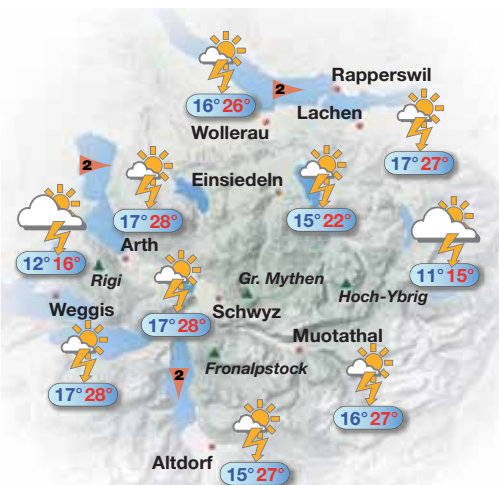 Rapperswil
2
16° 26°
Lachen
Wollerau
17° 27°
2
Einsiedeln
17° 28°
15° 22°
Arth
12° 16°
Rigi
11° 15°
Gr. Mythen
Hoch-Ybrig
Weggis
17° 28°
Schwyz
Muotathal
Fronalpstock
2
17° 28°
16° 27°
Altdorf
15° 27°